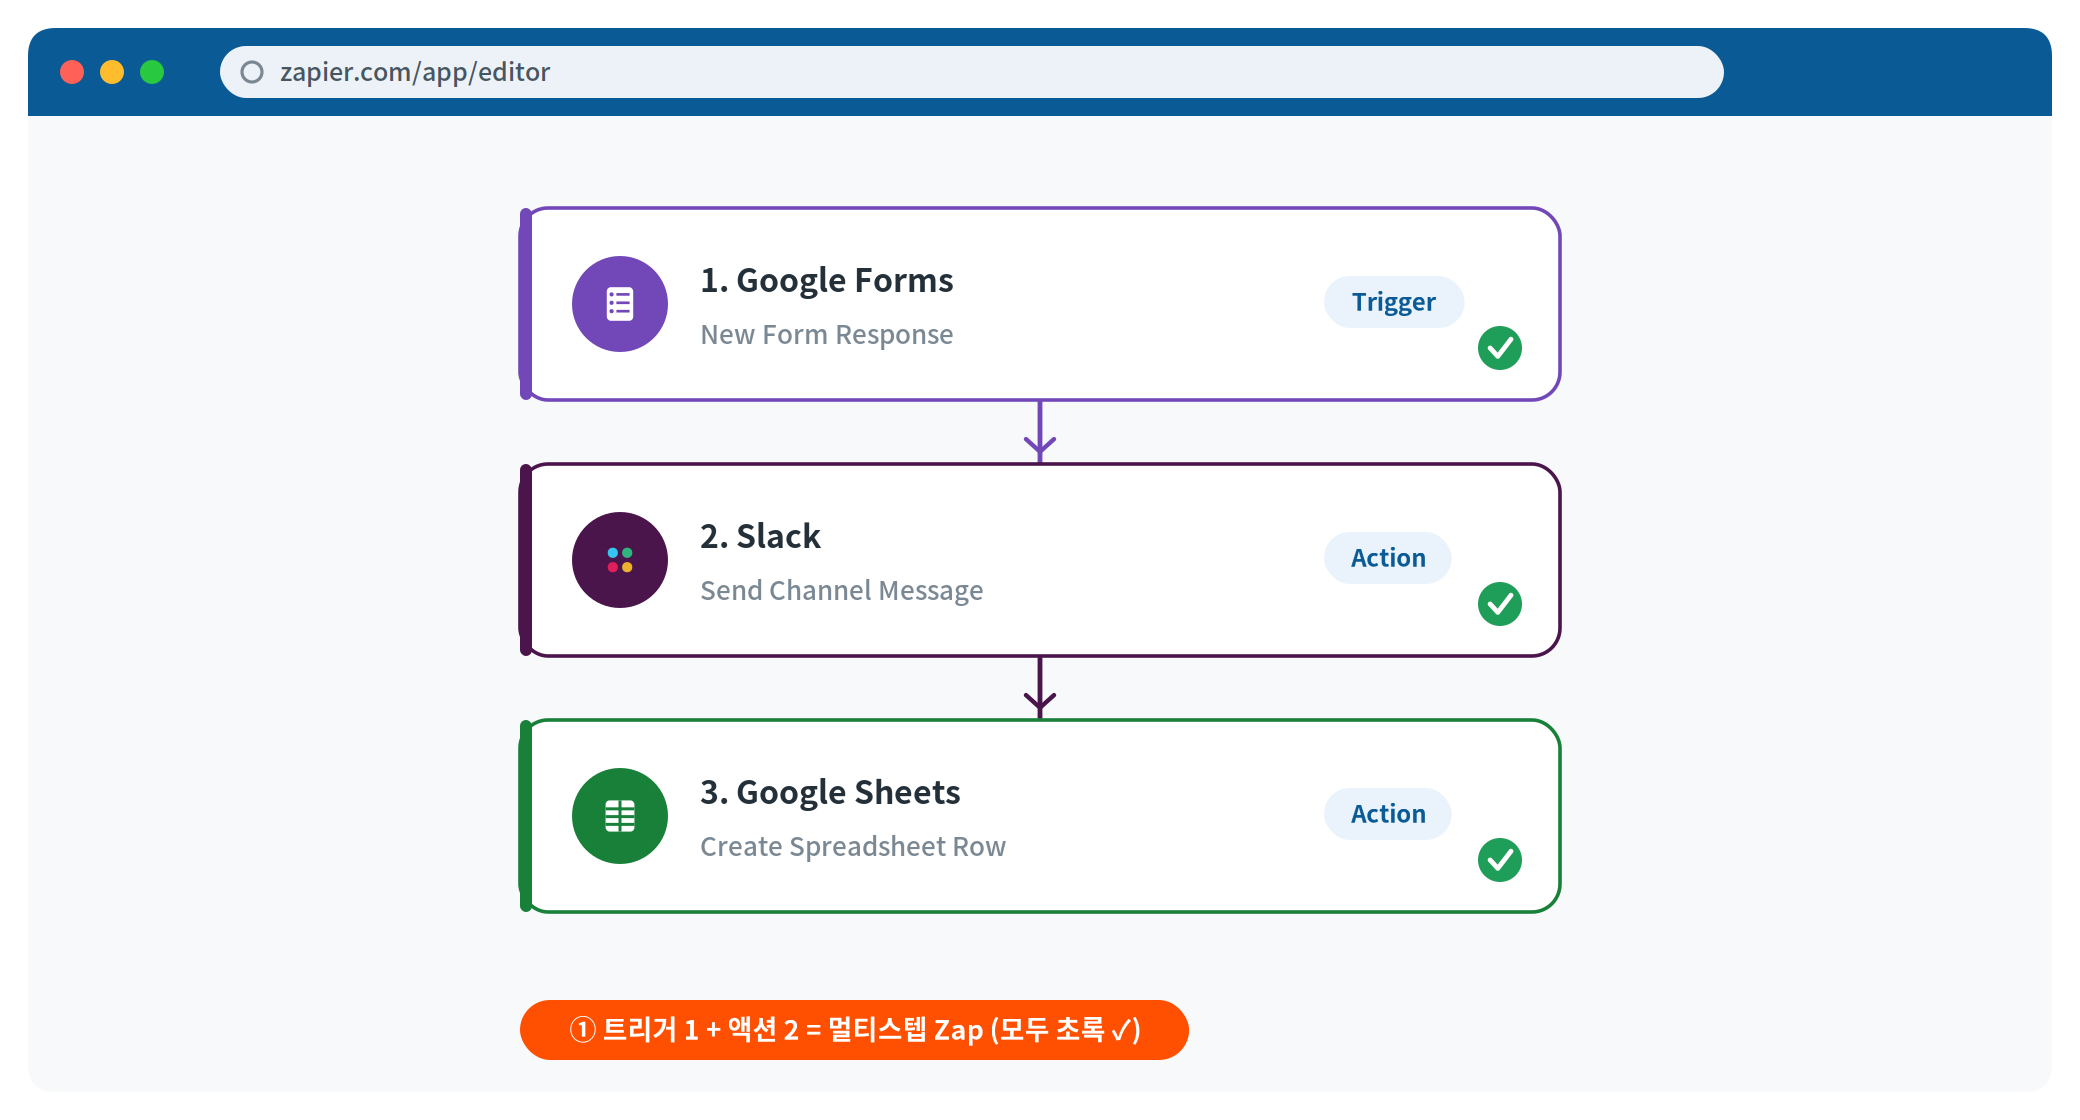 zapier.com/app/editor
1. Google Forms
New Form Response
Trigger
2. Slack
Send Channel Message
Action
3. Google Sheets
Create Spreadsheet Row
Action
① 트리거 1 + 액션 2 = 멀티스텝 Zap (모두 초록 ✓)